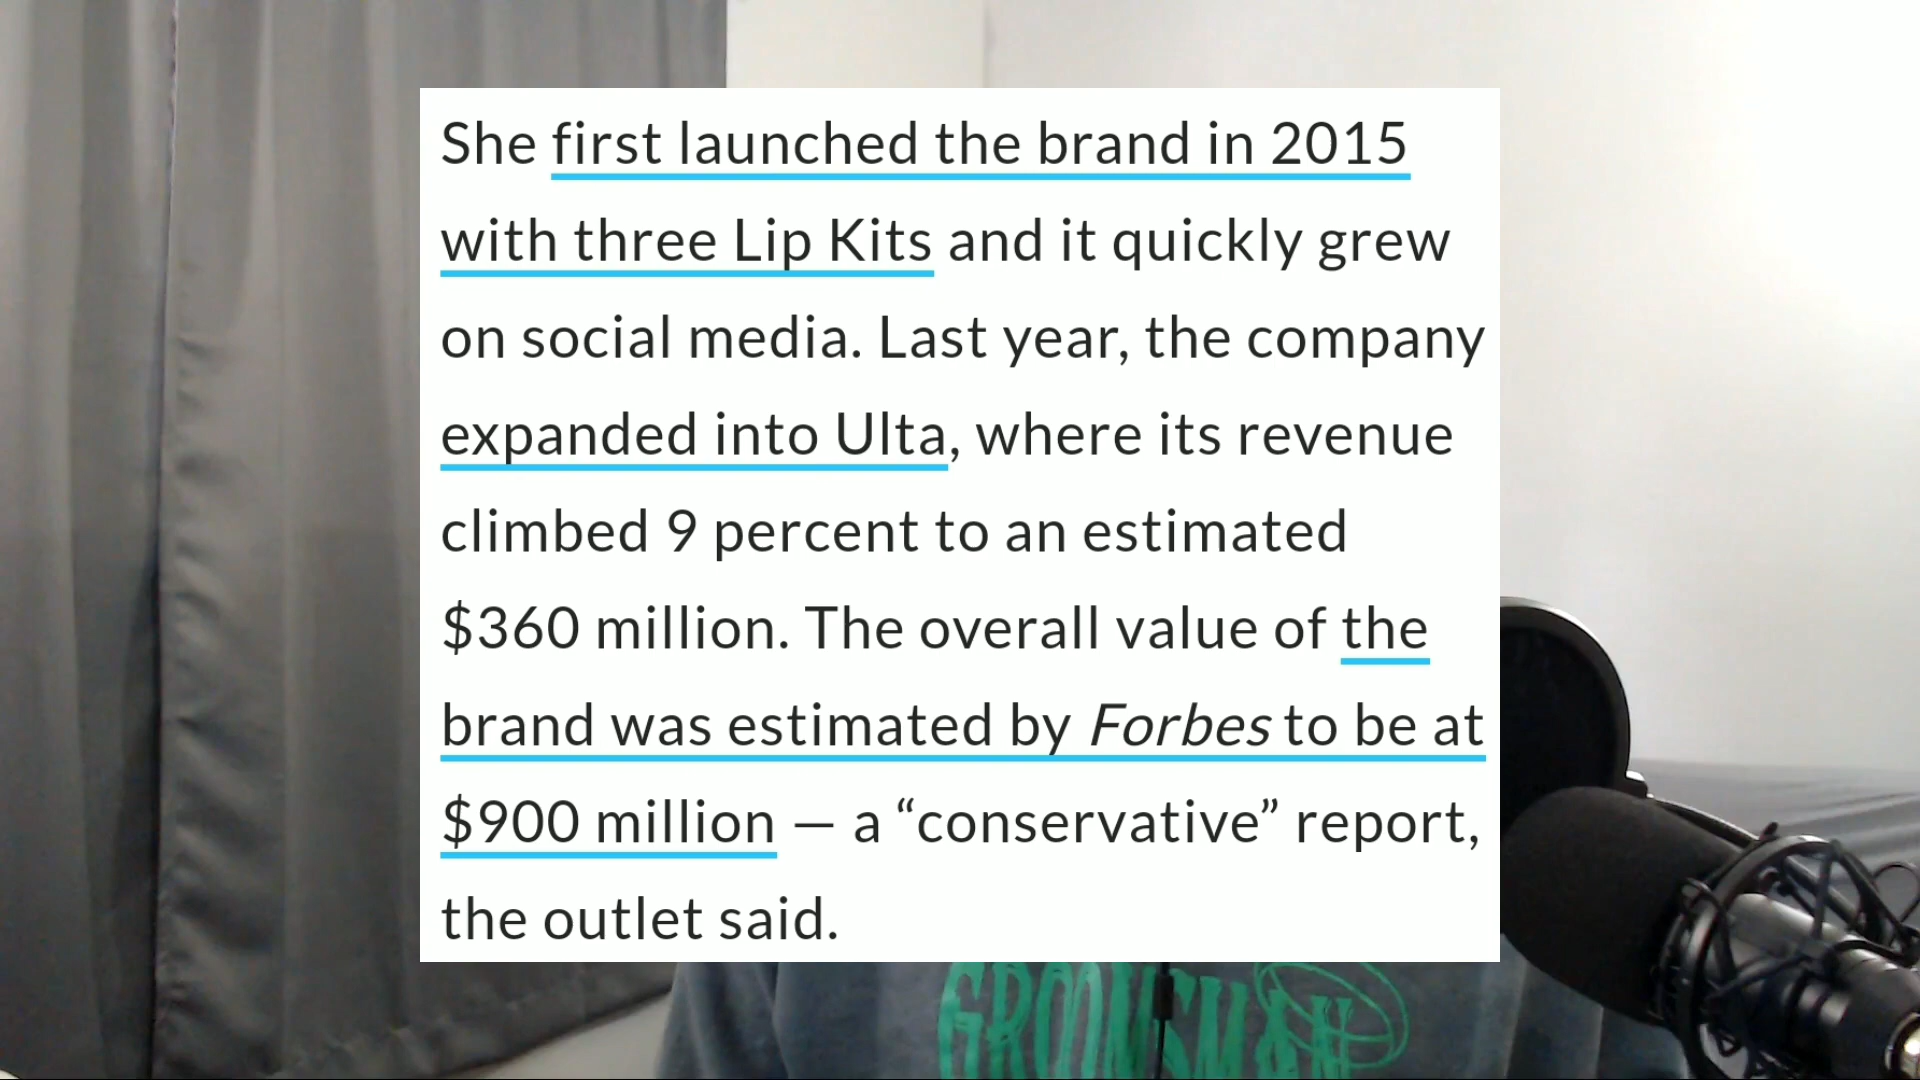 She first launched the brand in 2015
with three Lip Kits and it quickly grew
on social media. Last year, the company
expanded into Ulta, where its revenue
climbed 9 percent to an estimated
$360 million. The overall value of the
brand was estimated by Forbes to be at
$900 million — a “conservative” report,
the outlet said.